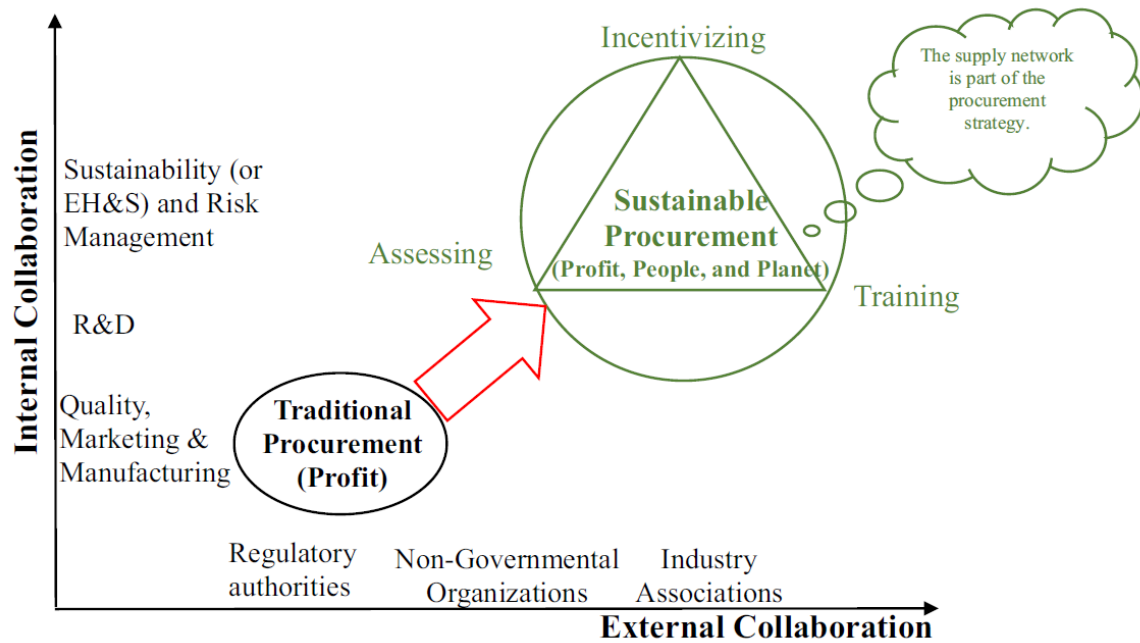 Incentivizing
The supply network
is part of the
procurement
strategy.
Internal Collaboration
Sustainability (or
EH&S) and Risk
Management
Sustainable
Procurement
(Profit, People, and Planet)
Assessing
Training
R&D
Quality,
Marketing &
Manufacturing
Traditional
Procurement
(Profit)
Regulatory
authorities
Non-Governmental
Organizations
Industry
Associations
External Collaboration